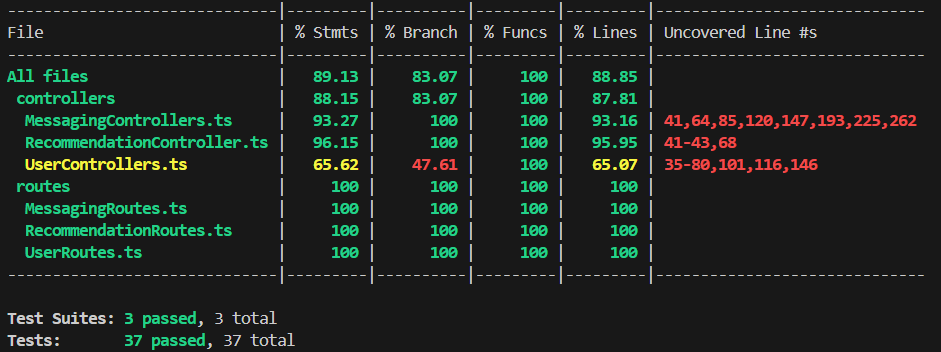 ------------------------------|---------|----------|---------|---------|-------------------------------
File                          | % Stmts | % Branch | % Funcs | % Lines | Uncovered Line #s
------------------------------|---------|----------|---------|---------|-------------------------------
All files                     |   89.13 |    83.07 |     100 |   88.85 |
 controllers                  |   88.15 |    83.07 |     100 |   87.81 |
  MessagingControllers.ts     |   93.27 |      100 |     100 |   93.16 | 41,64,85,120,147,193,225,262
  RecommendationController.ts |   96.15 |      100 |     100 |   95.95 | 41-43,68
  UserControllers.ts          |   65.62 |    47.61 |     100 |   65.07 | 35-80,101,116,146
 routes                       |     100 |      100 |     100 |     100 |
  MessagingRoutes.ts          |     100 |      100 |     100 |     100 |
  RecommendationRoutes.ts     |     100 |      100 |     100 |     100 |
  UserRoutes.ts               |     100 |      100 |     100 |     100 |
------------------------------|---------|----------|---------|---------|-------------------------------
Test Suites: 3 passed, 3 total
Tests:       37 passed, 37 total